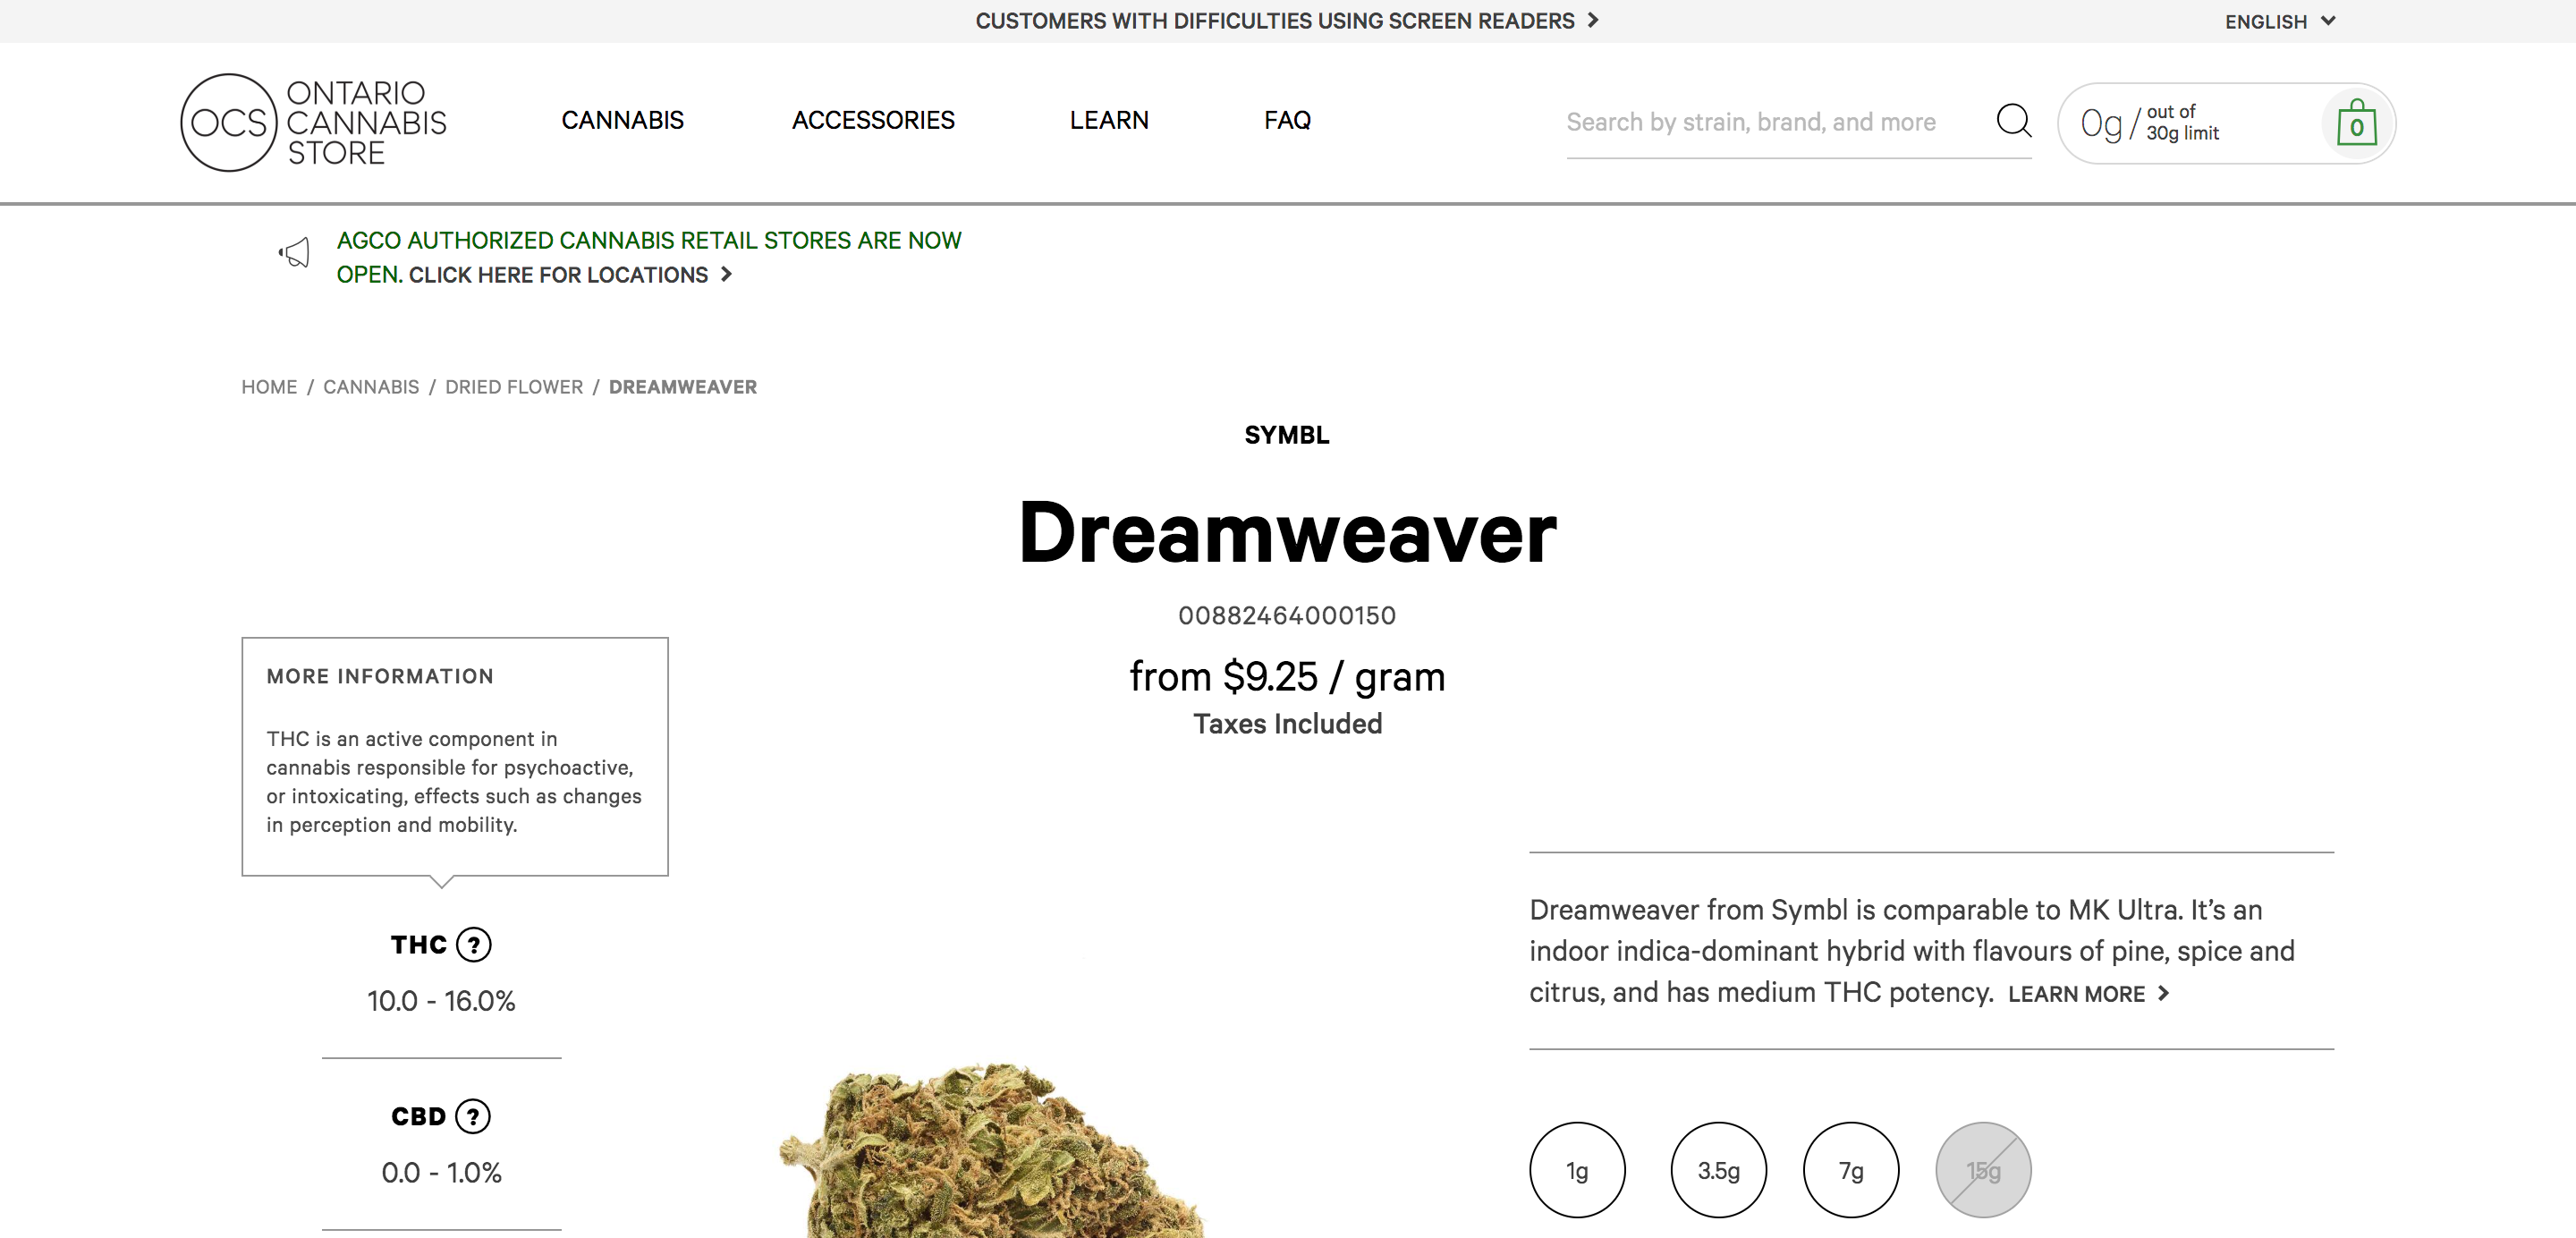 CUSTOMERS WITH DIFFICULTIES USING SCREEN READERS
ENGLISH
OCS
ONTARIO
CANNABIS
STORE
CANNABIS
ACCESSORIES
LEARN
FAQ
Search by strain, brand, and more
0g / out of
30g limit
0
AGCO AUTHORIZED CANNABIS RETAIL STORES ARE NOW
OPEN. CLICK HERE FOR LOCATIONS
HOME / CANNABIS / DRIED FLOWER / DREAMWEAVER
SYMBL
Dreamweaver
00882464000150
from $9.25 / gram
Taxes Included
MORE INFORMATION
THC is an active component in
cannabis responsible for psychoactive,
or intoxicating, effects such as changes
in perception and mobility.
THC ?
10.0 - 16.0%
CBD ?
0.0 - 1.0%
Dreamweaver from Symbl is comparable to MK Ultra. It’s an
indoor indica-dominant hybrid with flavours of pine, spice and
citrus, and has medium THC potency. LEARN MORE
1g
3.5g
7g
15g